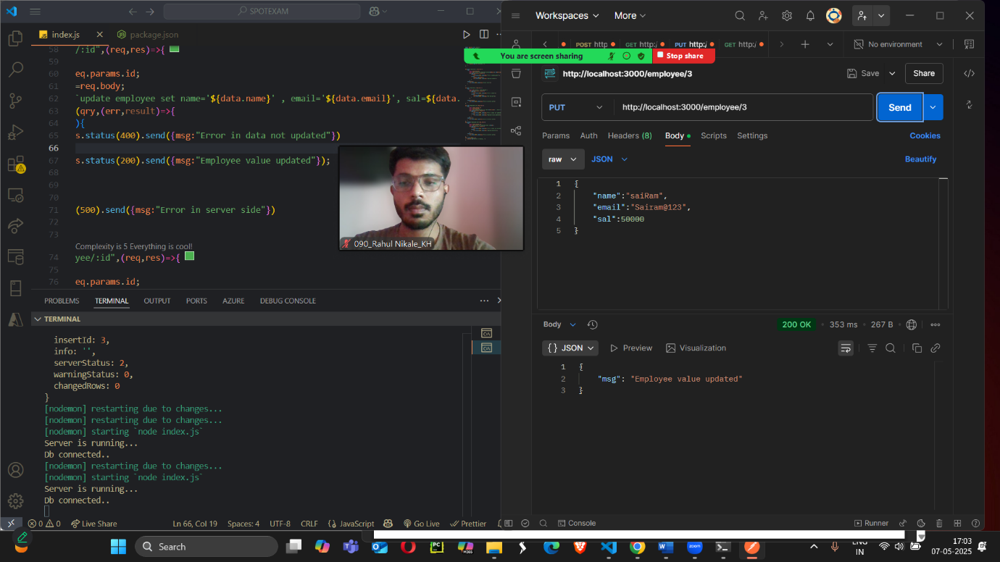 SPOTEXAM
index.js
package.json
58 /:id",(req,res)=>{
59
60 eq.params.id;
61 =req.body;
62 `update employee set name='${data.name}' , email='${data.email}', sal=${data.
63 (qry,(err,result)=>{
64 ){
65 s.status(400).send({msg:"Error in data not updated"})
66
67 s.status(200).send({msg:"Employee value updated"});
68
69
70
71 (500).send({msg:"Error in server side"})
72
73
Complexity is 5 Everything is cool!
74 yee/:id",(req,res)=>{
75
76 eq.params.id;
PROBLEMS TERMINAL OUTPUT PORTS AZURE DEBUG CONSOLE
TERMINAL
insertId: 3,
info: '',
serverStatus: 2,
warningStatus: 0,
changedRows: 0
}
[nodemon] restarting due to changes...
[nodemon] restarting due to changes...
[nodemon] starting `node index.js`
Server is running...
Db connected..
[nodemon] restarting due to changes...
[nodemon] starting `node index.js`
Server is running...
Db connected..
0 0 Live Share Ln 66, Col 19 Spaces: 4 UTF-8 CRLF JavaScript Go Live Prettier
090_Rahul Nikale_KH
Workspaces More
POST http GET http:/ PUT http:/ GET http:/ No environment
You are screen sharing Stop share
HTTP http://localhost:3000/employee/3 Save Share
PUT http://localhost:3000/employee/3 Send
Params Auth Headers (8) Body Scripts Settings Cookies
raw JSON Beautify
1 {
2 "name":"saiRam",
3 "email":"Sairam@123",
4 "sal":50000
5 }
Body 200 OK 353 ms 267 B
{} JSON Preview Visualization
1 {
2 "msg": "Employee value updated"
3 }
Console Runner
Search
ENG
IN
17:03
07-05-2025